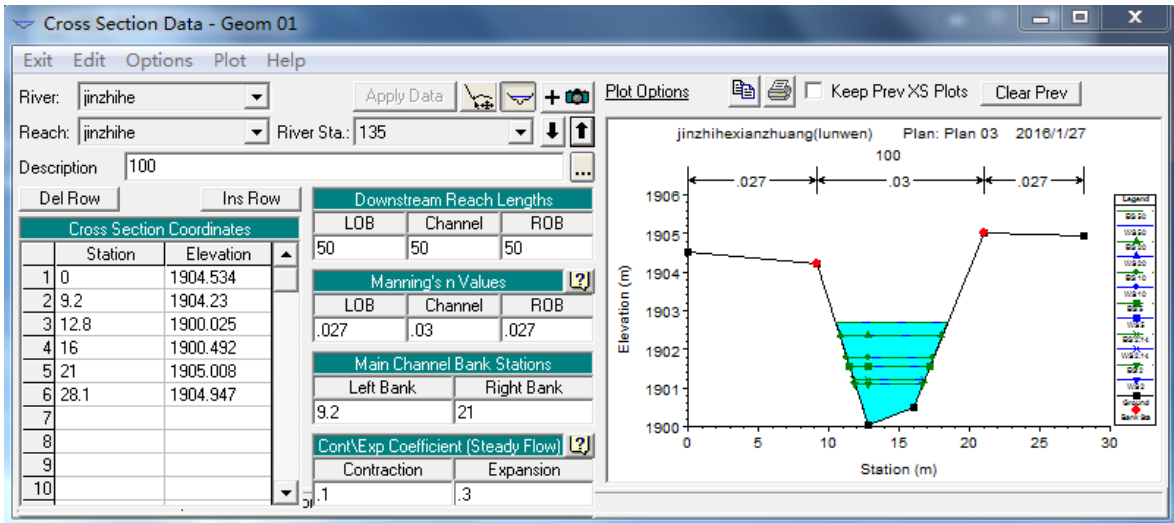 Cross Section Data - Geom 01
Exit Edit Options Plot Help
River: jinzhihe Apply Data
Reach: jinzhihe River Sta.: 135
Description 100 ...
Del Row Ins Row
Cross Section Coordinates
Station Elevation
1 0 1904.534
2 9.2 1904.23
3 12.8 1900.025
4 16 1900.492
5 21 1905.008
6 28.1 1904.947
7
8
9
10
Downstream Reach Lengths
LOB Channel ROB
50 50 50
Manning's n Values
LOB Channel ROB
.027 .03 .027
Main Channel Bank Stations
Left Bank Right Bank
9.2 21
Cont\Exp Coefficient (Steady Flow)
Contraction Expansion
.1 .3
Plot Options Keep Prev XS Plots Clear Prev
jinzhihexianzhuang(lunwen) Plan: Plan 03 2016/1/27
100
.027 .03 .027
1906
1905
1904
1903
1902
1901
1900
Elevation (m)
0 5 10 15 20 25 30
Station (m)
Legend
Ground
Bank Sta